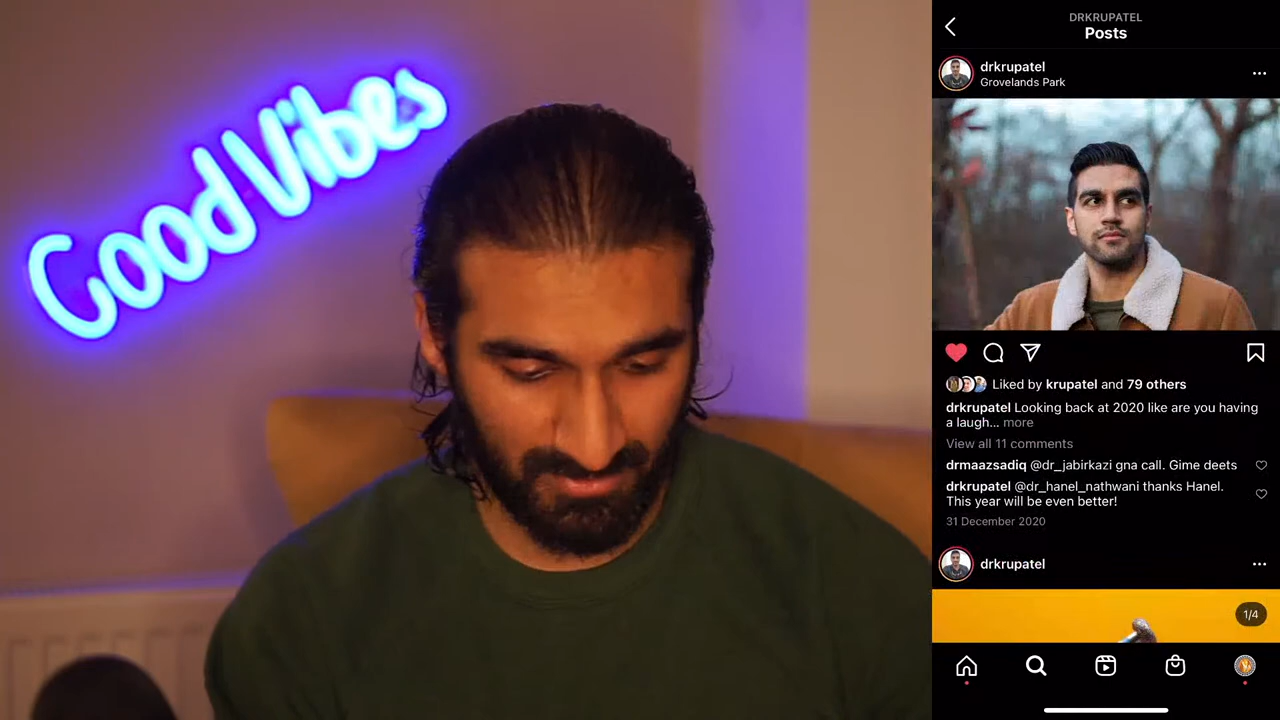 Good Vibes
DRKRUPATEL
Posts
drkrupatel
Grovelands Park
Liked by krupatel and 79 others
drkrupatel Looking back at 2020 like are you having
a laugh... more
View all 11 comments
drmaazsadiq @dr_jabirkazi gna call. Gime deets
drkrupatel @dr_hanel_nathwani thanks Hanel.
This year will be even better!
31 December 2020
drkrupatel
1/4